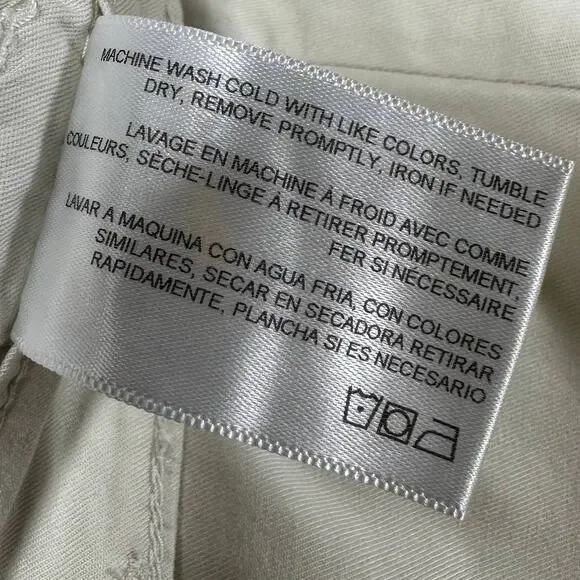 MACHINE WASH COLD WITH LIKE COLORS, TUMBLE
DRY, REMOVE PROMPTLY, IRON IF NEEDED
LAVAGE EN MACHINE À FROID AVEC COMME
COULEURS, SÈCHE-LINGE À RETIRER PROMPTEMENT,
FER SI NÉCESSAIRE
LAVAR A MAQUINA CON AGUA FRIA, CON COLORES
SIMILARES, SECAR EN SECADORA RETIRAR
RAPIDAMENTE, PLANCHA SI ES NECESARIO